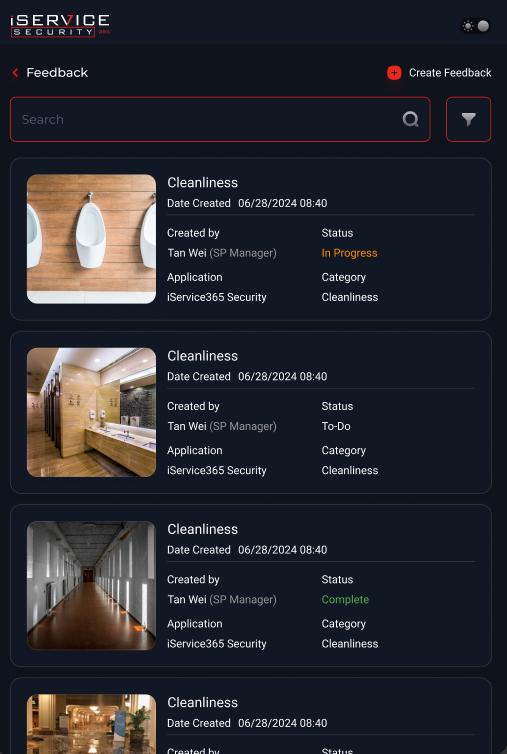 iSERVICE
SECURITY 365
Feedback
Create Feedback
Search
Cleanliness
Date Created 06/28/2024 08:40
Created by Status
Tan Wei (SP Manager) In Progress
Application Category
iService365 Security Cleanliness
Cleanliness
Date Created 06/28/2024 08:40
Created by Status
Tan Wei (SP Manager) To-Do
Application Category
iService365 Security Cleanliness
Cleanliness
Date Created 06/28/2024 08:40
Created by Status
Tan Wei (SP Manager) Complete
Application Category
iService365 Security Cleanliness
Cleanliness
Date Created 06/28/2024 08:40
Created by Status